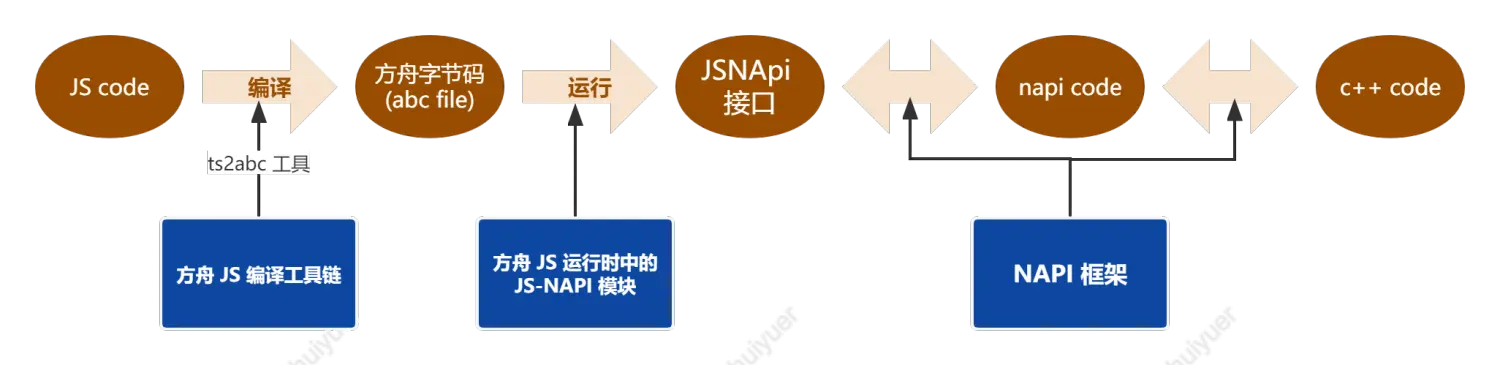 JS code
编译
方舟字节码
(abc file)
运行
JSNApi
接口
napi code
c++ code
ts2abc 工具
方舟 JS 编译工具链
方舟 JS 运行时中的
JS-NAPI 模块
NAPI 框架
huiyuer
huiyuer